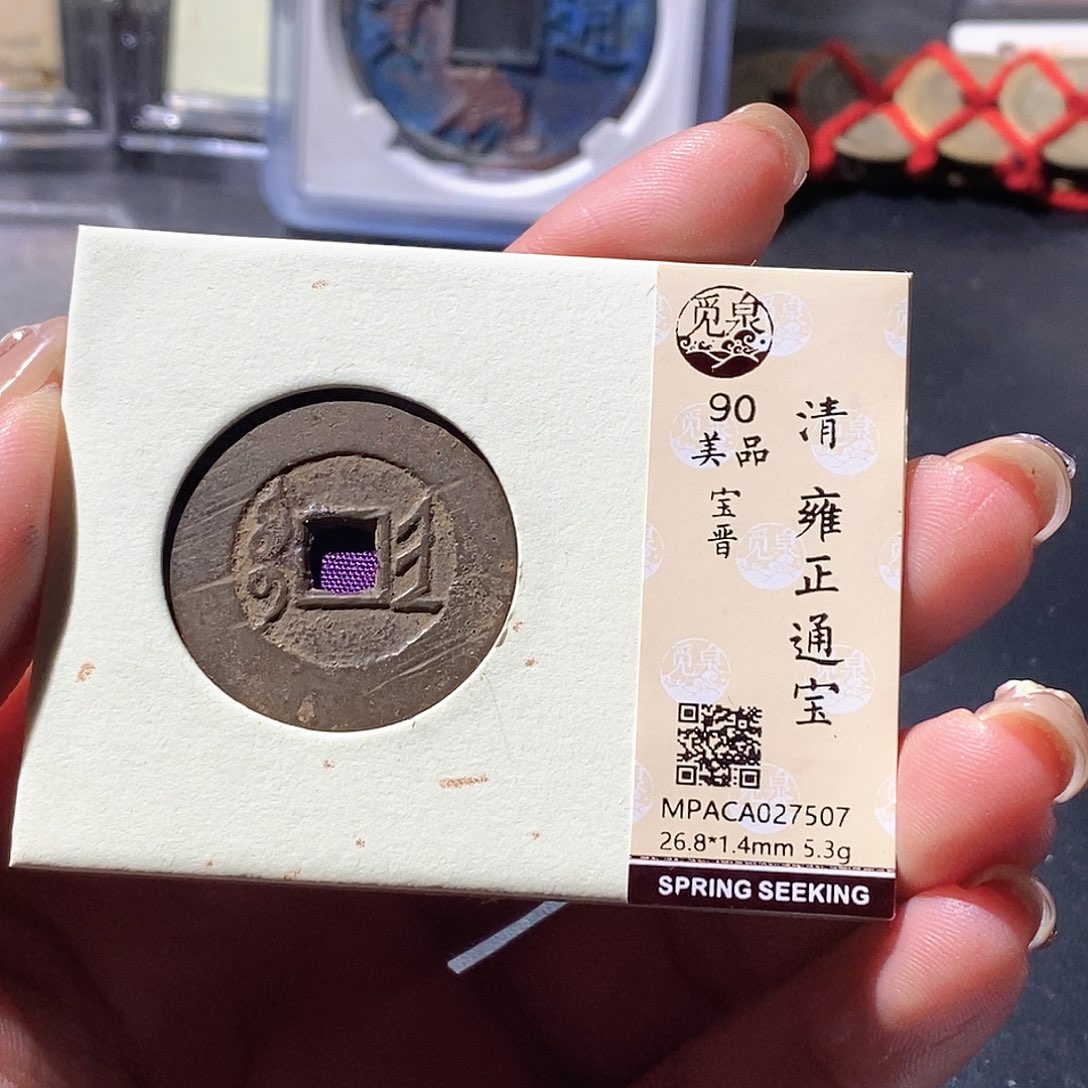 觅泉
90
美品
宝晋
清 雍正通宝
MPACA027507
26.8*1.4mm 5.3g
SPRING SEEKING
通